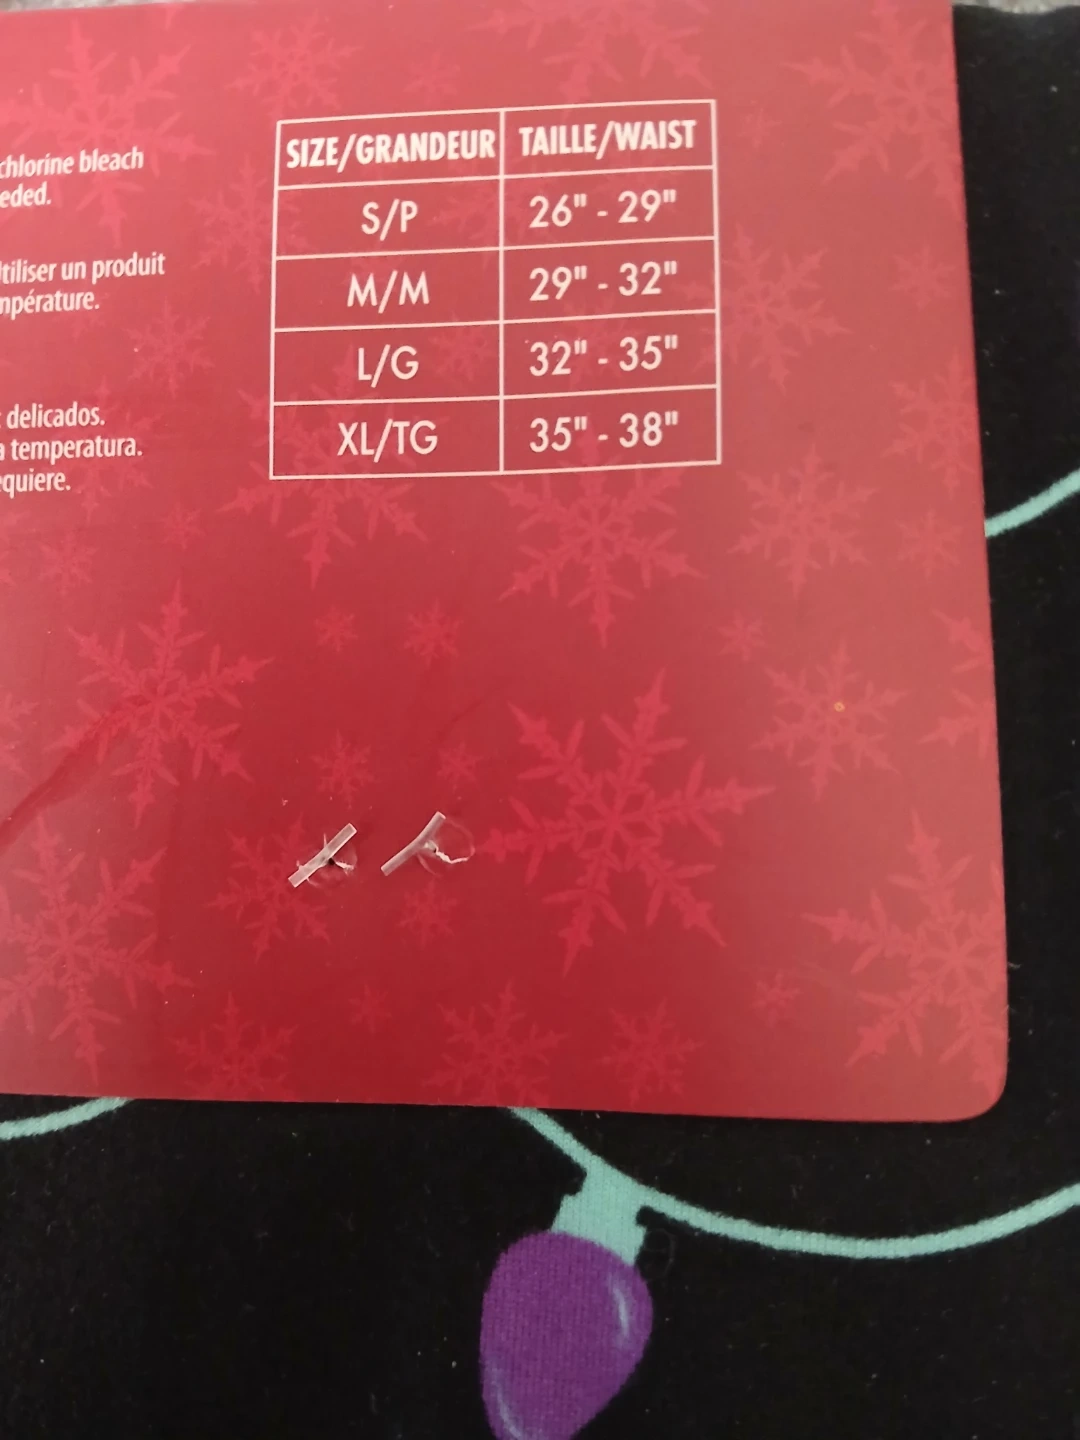 chlorine bleach
eded.
tiliser un produit
mpérature.
delicados.
a temperatura.
equiere.
SIZE/GRANDEUR TAILLE/WAIST
S/P 26" - 29"
M/M 29" - 32"
L/G 32" - 35"
XL/TG 35" - 38"